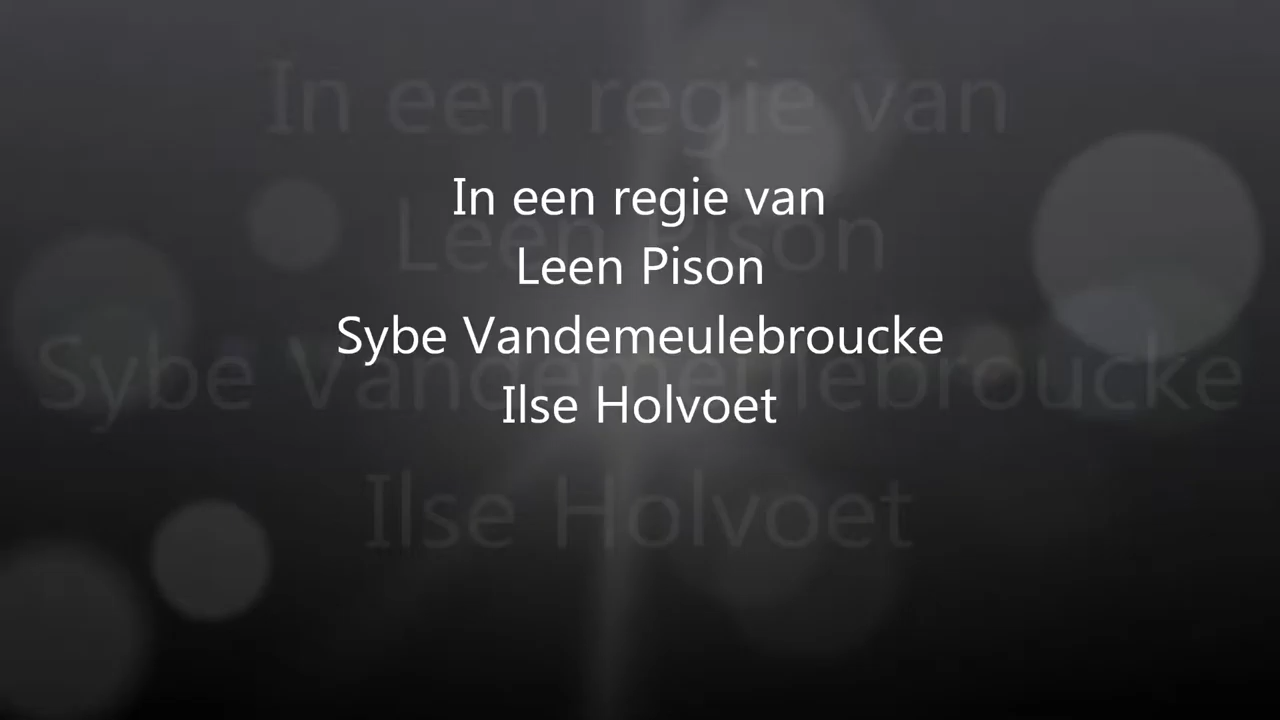 In een regie van
Leen Pison
Sybe Vandemeulebroucke
Ilse Holvoet